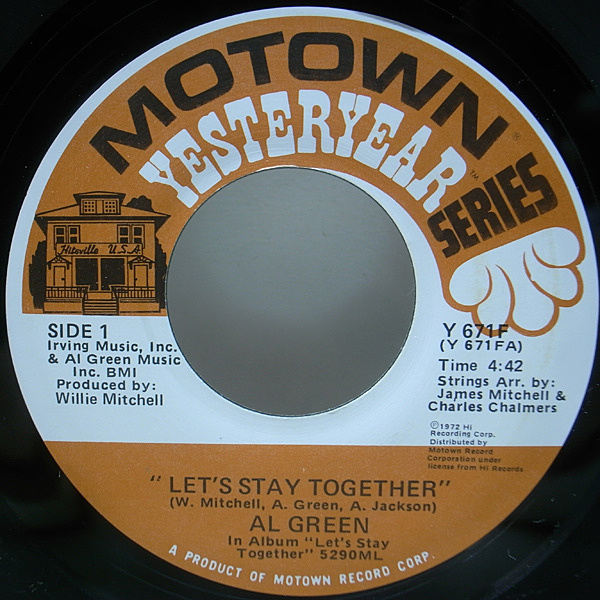 MOTOWN®
YESTERYEAR™
SERIES
Hitsville U.S.A.
SIDE 1
Irving Music, Inc.
& Al Green Music
Inc. BMI
Produced by:
Willie Mitchell
Y 671F
(Y 671FA)
Time 4:42
Strings Arr. by:
James Mitchell &
Charles Chalmers
℗1972 Hi
Recording Corp.
Distributed by
Motown Record
Corporation under
license from Hi Records
"LET'S STAY TOGETHER"
(W. Mitchell, A. Green, A. Jackson)
AL GREEN
In Album "Let's Stay
Together" 5290ML
A PRODUCT OF MOTOWN RECORD CORP.